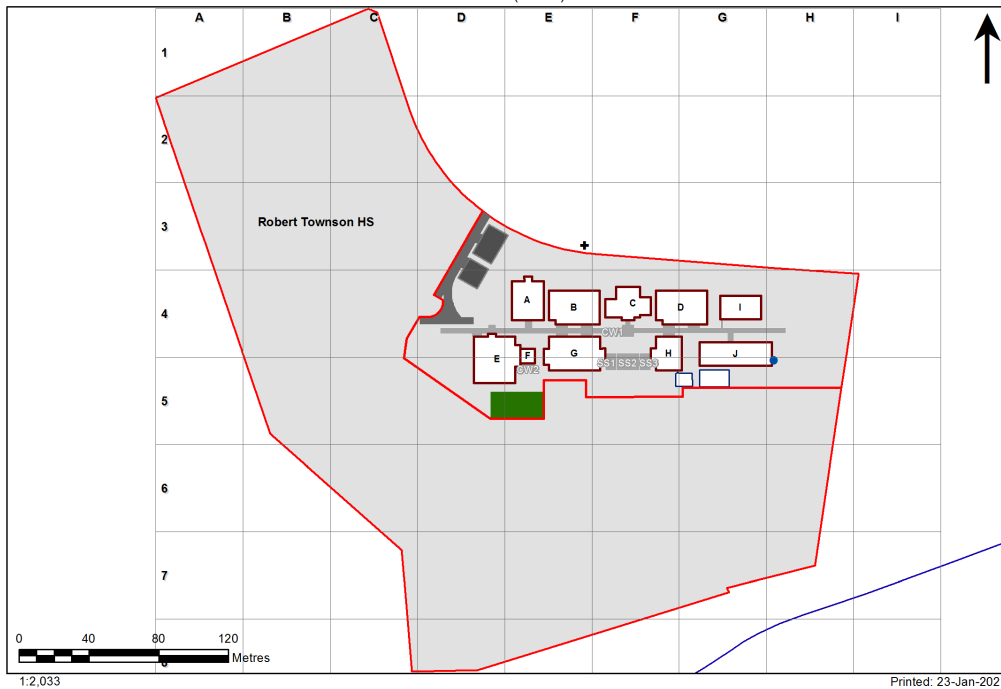 A B C D E F G H I
1
2
3
Robert Townson HS
4
A B C D I
CW1
E F G H J
SS1 SS2 SS3
CW2
5
6
7
0 40 80 120
Metres
1:2,033
Printed: 23-Jan-202